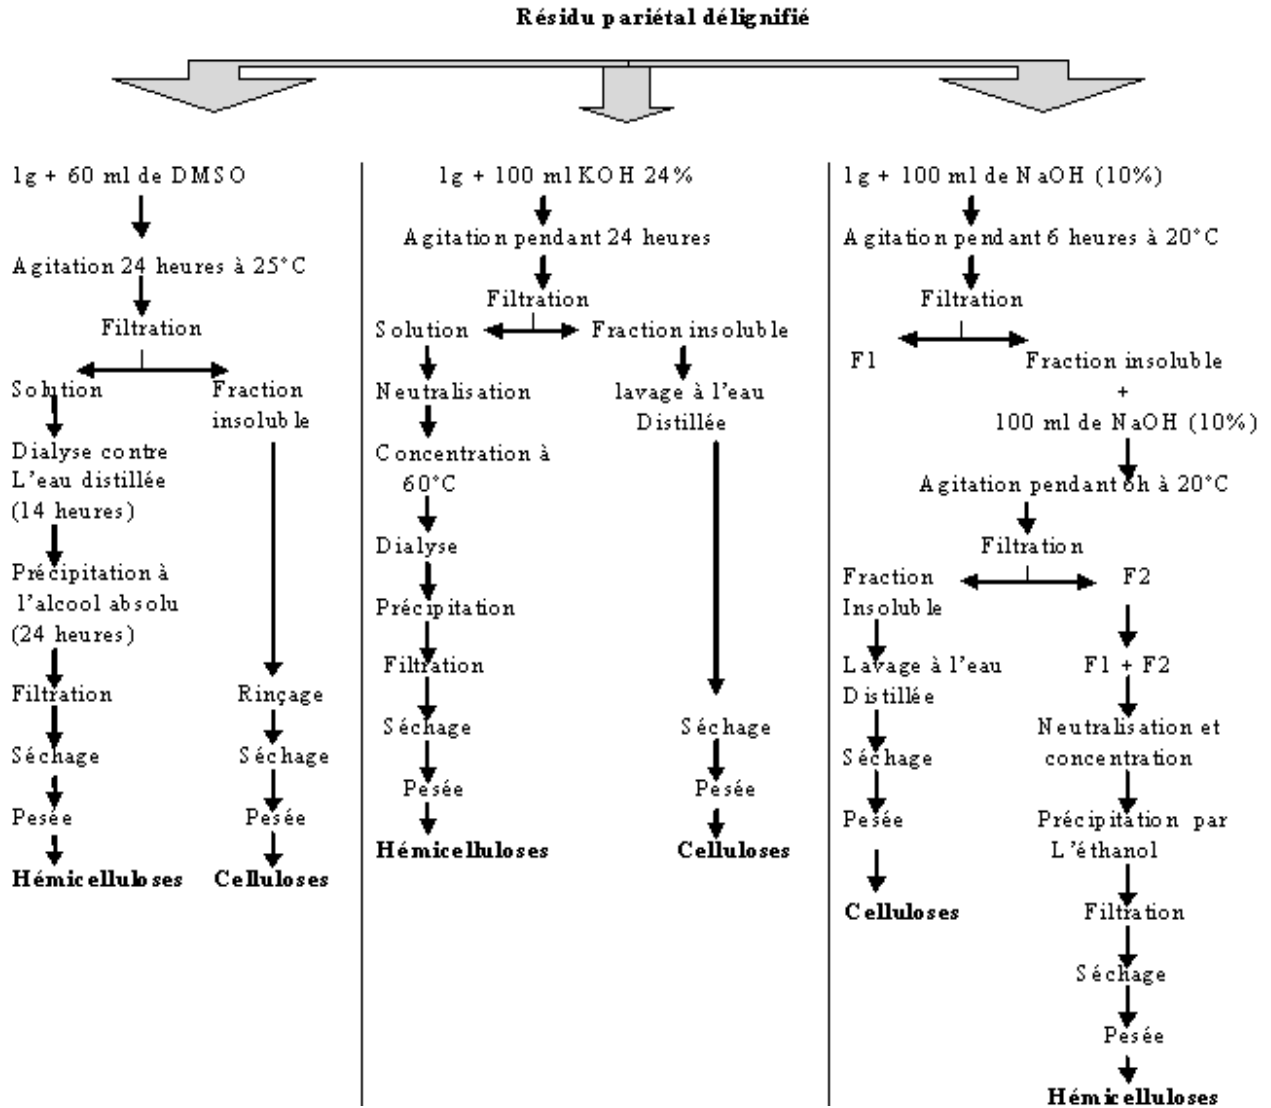 Résidu pariétal délignifié
1g + 60 ml de DMSO
Agitation 24 heures à 25°C
Filtration
Solution
Fraction
insoluble
Dialyse contre
L'eau distillée
(14 heures)
Précipitation à
l'alcool absolu
(24 heures)
Filtration
Rinçage
Séchage
Séchage
Pesée
Pesée
Hémicelluloses
Celluloses
1g + 100 ml KOH 24%
Agitation pendant 24 heures
Filtration
Solution
Fraction insoluble
Neutralisation
lavage à l'eau
Distillée
Concentration à
60°C
Dialyse
Précipitation
Filtration
Séchage
Séchage
Pesée
Pesée
Hémicelluloses
Celluloses
1g + 100 ml de NaOH (10%)
Agitation pendant 6 heures à 20°C
Filtration
F1
Fraction insoluble
+
100 ml de NaOH (10%)
Agitation pendant 6h à 20°C
Filtration
Fraction
Insoluble
F2
Lavage à l'eau
Distillée
F1 + F2
Séchage
Neutralisation et
concentration
Pesée
Précipitation par
L'éthanol
Celluloses
Filtration
Séchage
Pesée
Hémicelluloses